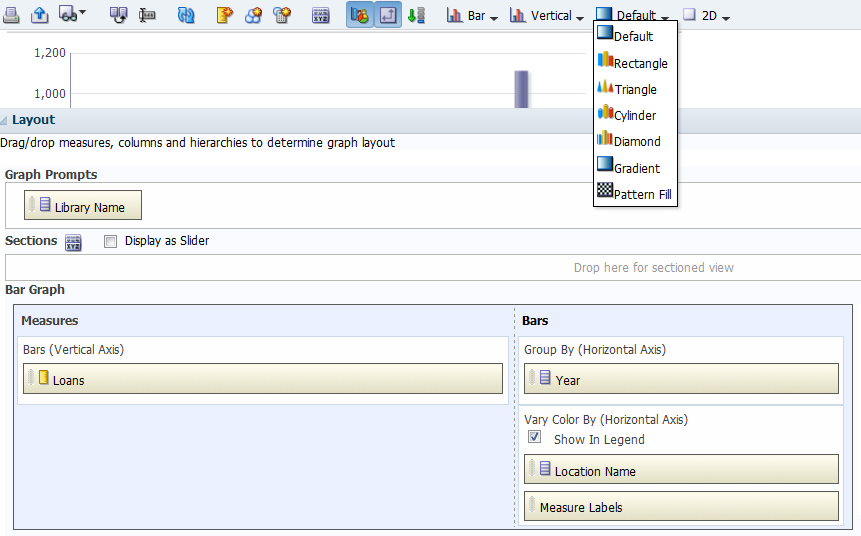 Bar Vertical Default 2D
Default
Rectangle
Triangle
Cylinder
Diamond
Gradient
Pattern Fill
1,200
1,000
Layout
Drag/drop measures, columns and hierarchies to determine graph layout
Graph Prompts
Library Name
Sections XYZ Display as Slider
Drop here for sectioned view
Bar Graph
Measures
Bars (Vertical Axis)
Loans
Bars
Group By (Horizontal Axis)
Year
Vary Color By (Horizontal Axis)
Show In Legend
Location Name
Measure Labels